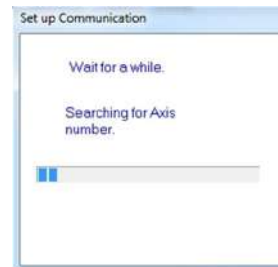 Set up Communication
Wait for a while.
Searching for Axis
number.